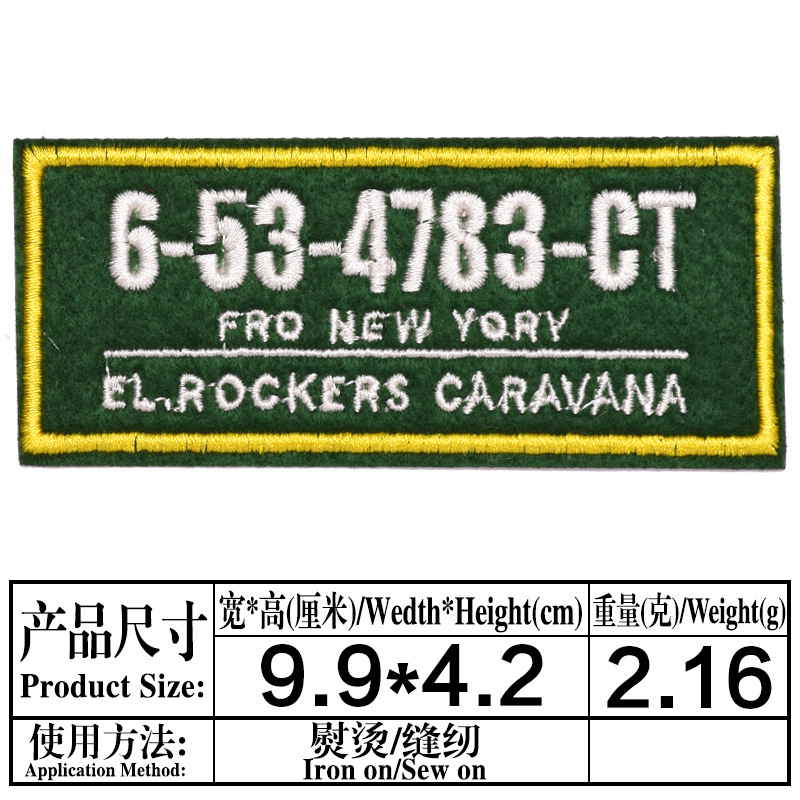 6-53-4783-CT
FRO NEW YORY
EL.ROCKERS CARAVANA
产品尺寸
Product Size:
宽*高(厘米)/Wedth*Height(cm)
9.9*4.2
重量(克)/Weight(g)
2.16
使用方法:
Application Method:
熨烫/缝纫
Iron on/Sew on